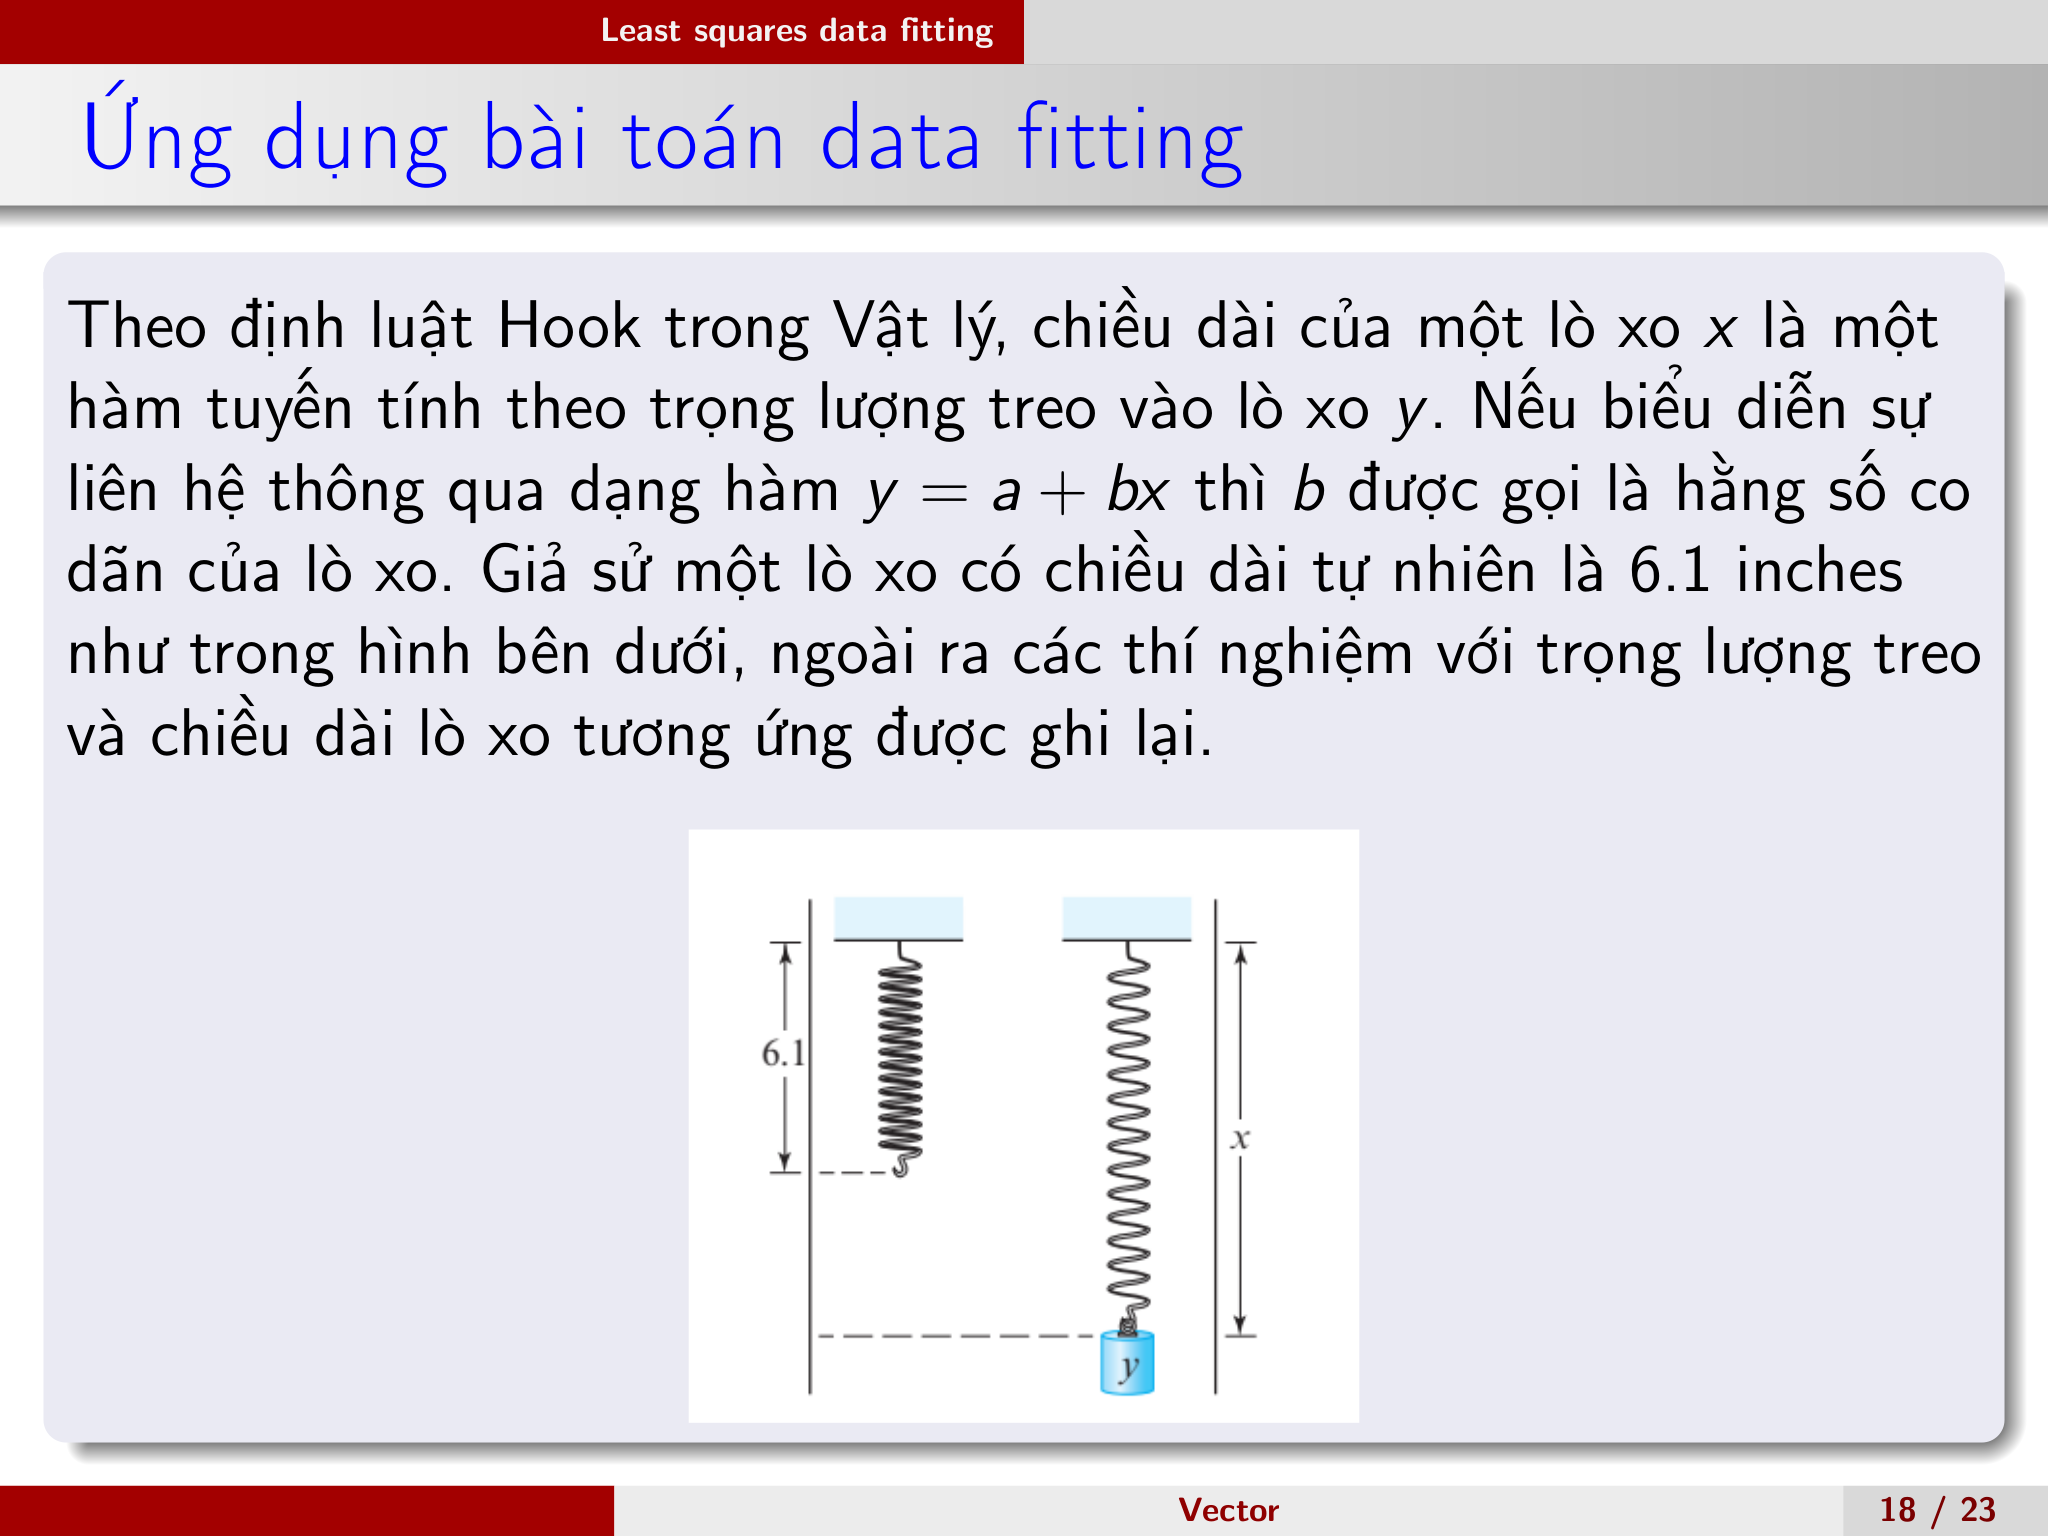 Least squares data fitting
Ứng dụng bài toán data fitting
Theo định luật Hook trong Vật lý, chiều dài của một lò xo x là một
hàm tuyến tính theo trọng lượng treo vào lò xo y. Nếu biểu diễn sự
liên hệ thông qua dạng hàm y = a + bx thì b được gọi là hằng số co
dãn của lò xo. Giả sử một lò xo có chiều dài tự nhiên là 6.1 inches
như trong hình bên dưới, ngoài ra các thí nghiệm với trọng lượng treo
và chiều dài lò xo tương ứng được ghi lại.
6.1
x
y
Vector
18 / 23